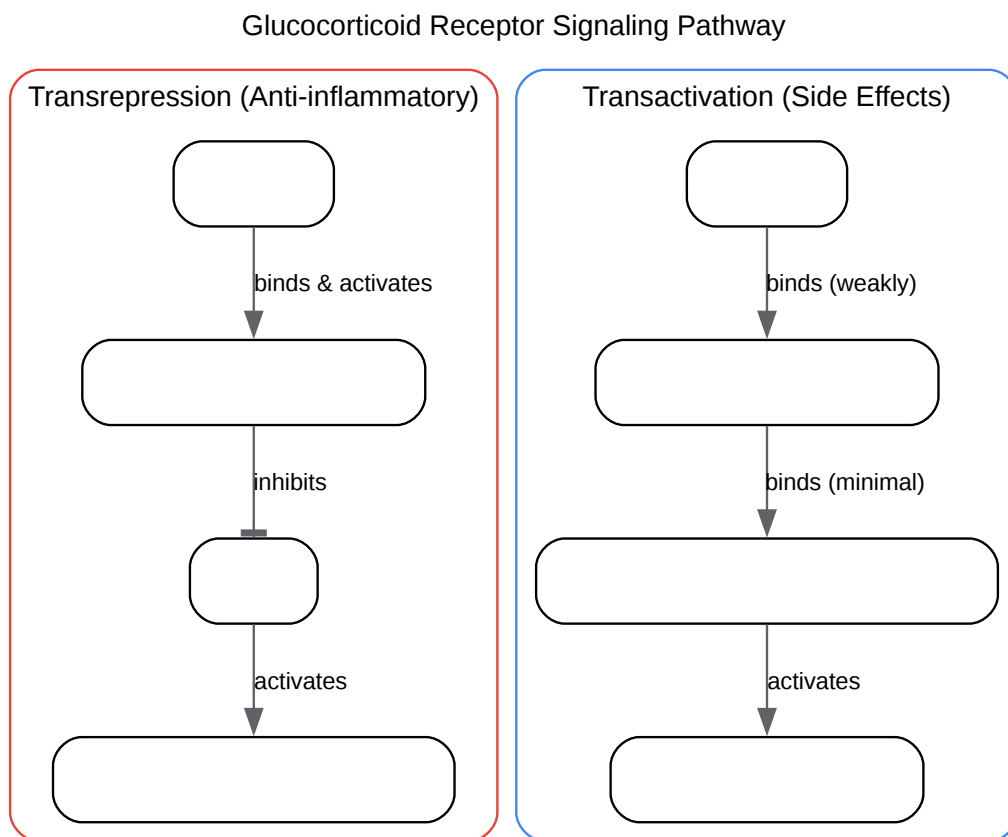 Glucocorticoid Receptor Signaling Pathway
Transrepression (Anti-inflammatory)
binds & activates
inhibits
activates
Transactivation (Side Effects)
binds (weakly)
binds (minimal)
activates